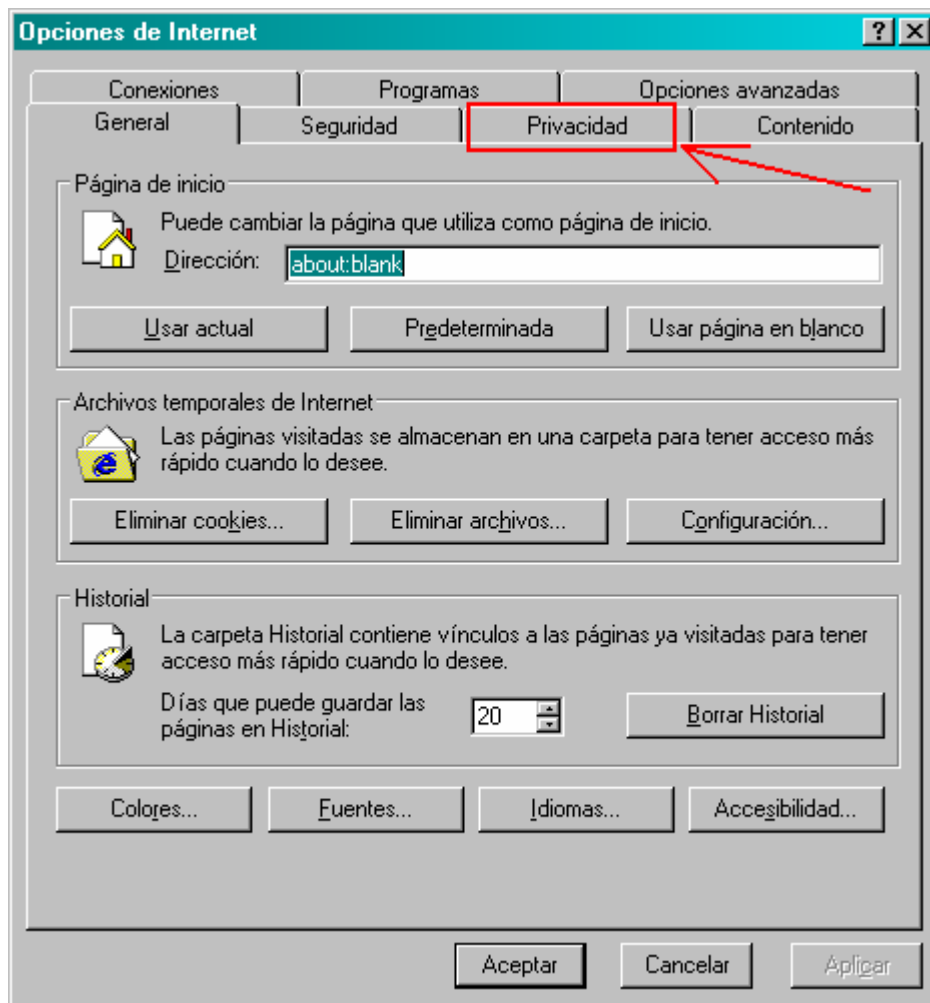 Opciones de Internet
Conexiones Programas Opciones avanzadas
General Seguridad Privacidad Contenido
Página de inicio
Puede cambiar la página que utiliza como página de inicio.
Dirección: about:blank
Usar actual Predeterminada Usar página en blanco
Archivos temporales de Internet
Las páginas visitadas se almacenan en una carpeta para tener acceso más
rápido cuando lo desee.
Eliminar cookies... Eliminar archivos... Configuración...
Historial
La carpeta Historial contiene vínculos a las páginas ya visitadas para tener
acceso más rápido cuando lo desee.
Días que puede guardar las
páginas en Historial: 20 Borrar Historial
Colores... Fuentes... Idiomas... Accesibilidad...
Aceptar Cancelar Aplicar